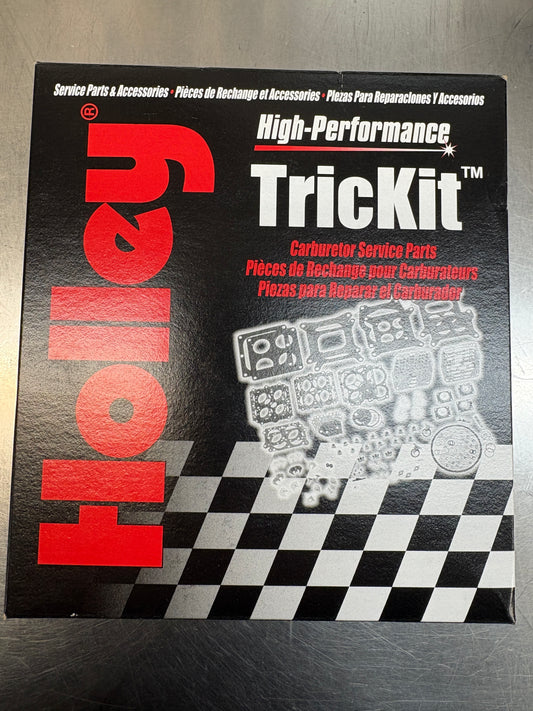 Service Parts & Accessories • Pièces de Rechange et Accessories • Piezas Para Reparaciones Y Accesorios
Holley®
High-Performance
TricKit™
Carburetor Service Parts
Pièces de Rechange pour Carburateurs
Piezas para Reparar el Carburador